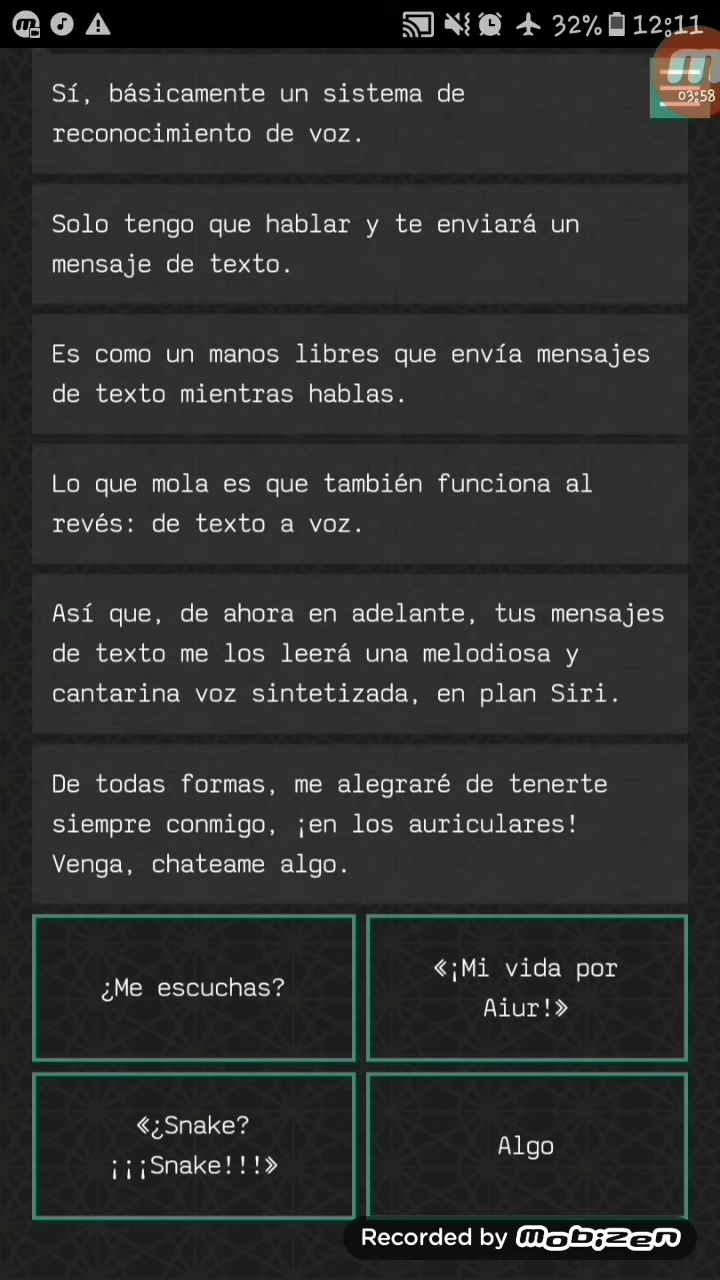 32% 12:11
03:58
Sí, básicamente un sistema de
reconocimiento de voz.
Solo tengo que hablar y te enviará un
mensaje de texto.
Es como un manos libres que envía mensajes
de texto mientras hablas.
Lo que mola es que también funciona al
revés: de texto a voz.
Así que, de ahora en adelante, tus mensajes
de texto me los leerá una melodiosa y
cantarina voz sintetizada, en plan Siri.
De todas formas, me alegraré de tenerte
siempre conmigo, ¡en los auriculares!
Venga, chateame algo.
¿Me escuchas?
«¡Mi vida por
Aiur!»
«¿Snake?
¡¡¡Snake!!!»
Algo
Recorded by mobizen